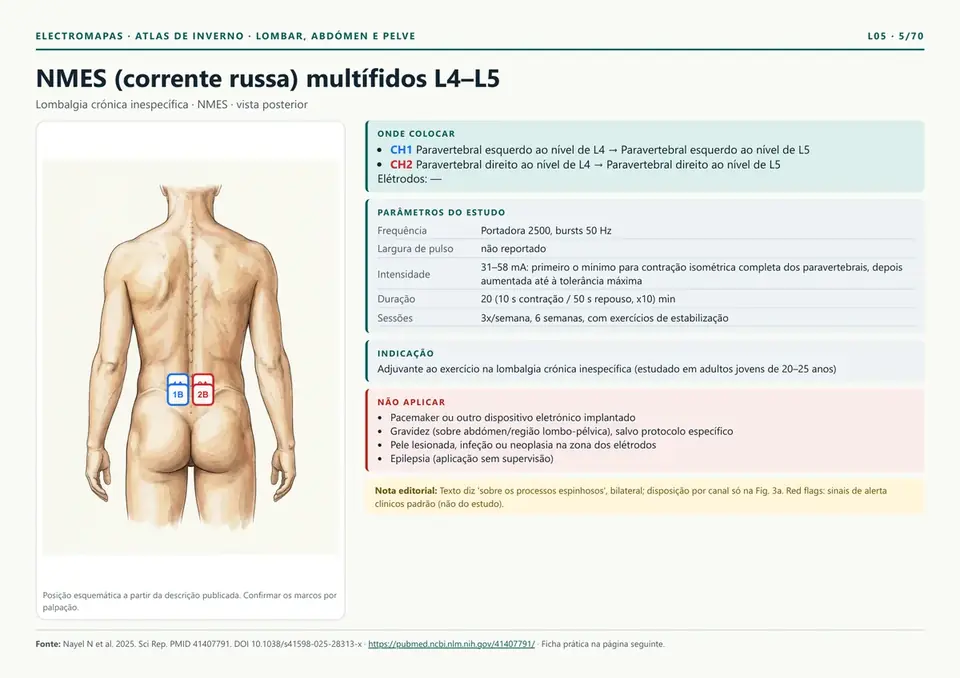 ELECTROMAPAS · ATLAS DE INVERNO · LOMBAR, ABDÓMEN E PELVE
L05 · 5/70
NMES (corrente russa) multífidos L4–L5
Lombalgia crónica inespecífica · NMES · vista posterior
1B
2B
Posição esquemática a partir da descrição publicada. Confirmar os marcos por
palpação.
ONDE COLOCAR
• CH1 Paravertebral esquerdo ao nível de L4 → Paravertebral esquerdo ao nível de L5
• CH2 Paravertebral direito ao nível de L4 → Paravertebral direito ao nível de L5
Elétrodos: —
PARÂMETROS DO ESTUDO
Frequência Portadora 2500, bursts 50 Hz
Largura de pulso não reportado
Intensidade 31–58 mA: primeiro o mínimo para contração isométrica completa dos paravertebrais, depois
aumentada até à tolerância máxima
Duração 20 (10 s contração / 50 s repouso, x10) min
Sessões 3x/semana, 6 semanas, com exercícios de estabilização
INDICAÇÃO
Adjuvante ao exercício na lombalgia crónica inespecífica (estudado em adultos jovens de 20–25 anos)
NÃO APLICAR
• Pacemaker ou outro dispositivo eletrónico implantado
• Gravidez (sobre abdómen/região lombo-pélvica), salvo protocolo específico
• Pele lesionada, infeção ou neoplasia na zona dos elétrodos
• Epilepsia (aplicação sem supervisão)
Nota editorial: Texto diz 'sobre os processos espinhosos', bilateral; disposição por canal só na Fig. 3a. Red flags: sinais de alerta
clínicos padrão (não do estudo).
Fonte: Nayel N et al. 2025. Sci Rep. PMID 41407791. DOI 10.1038/s41598-025-28313-x · https://pubmed.ncbi.nlm.nih.gov/41407791/ · Ficha prática na página seguinte.